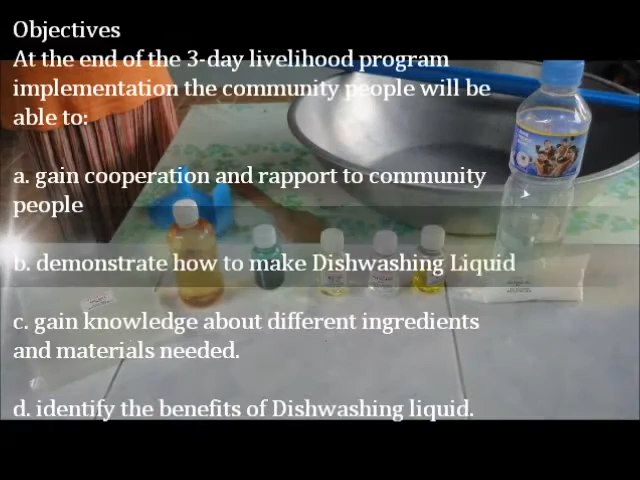 Objectives
At the end of the 3-day livelihood program
implementation the community people will be
able to:
a. gain cooperation and rapport to community
people
b. demonstrate how to make Dishwashing Liquid
c. gain knowledge about different ingredients
and materials needed.
d. identify the benefits of Dishwashing liquid.